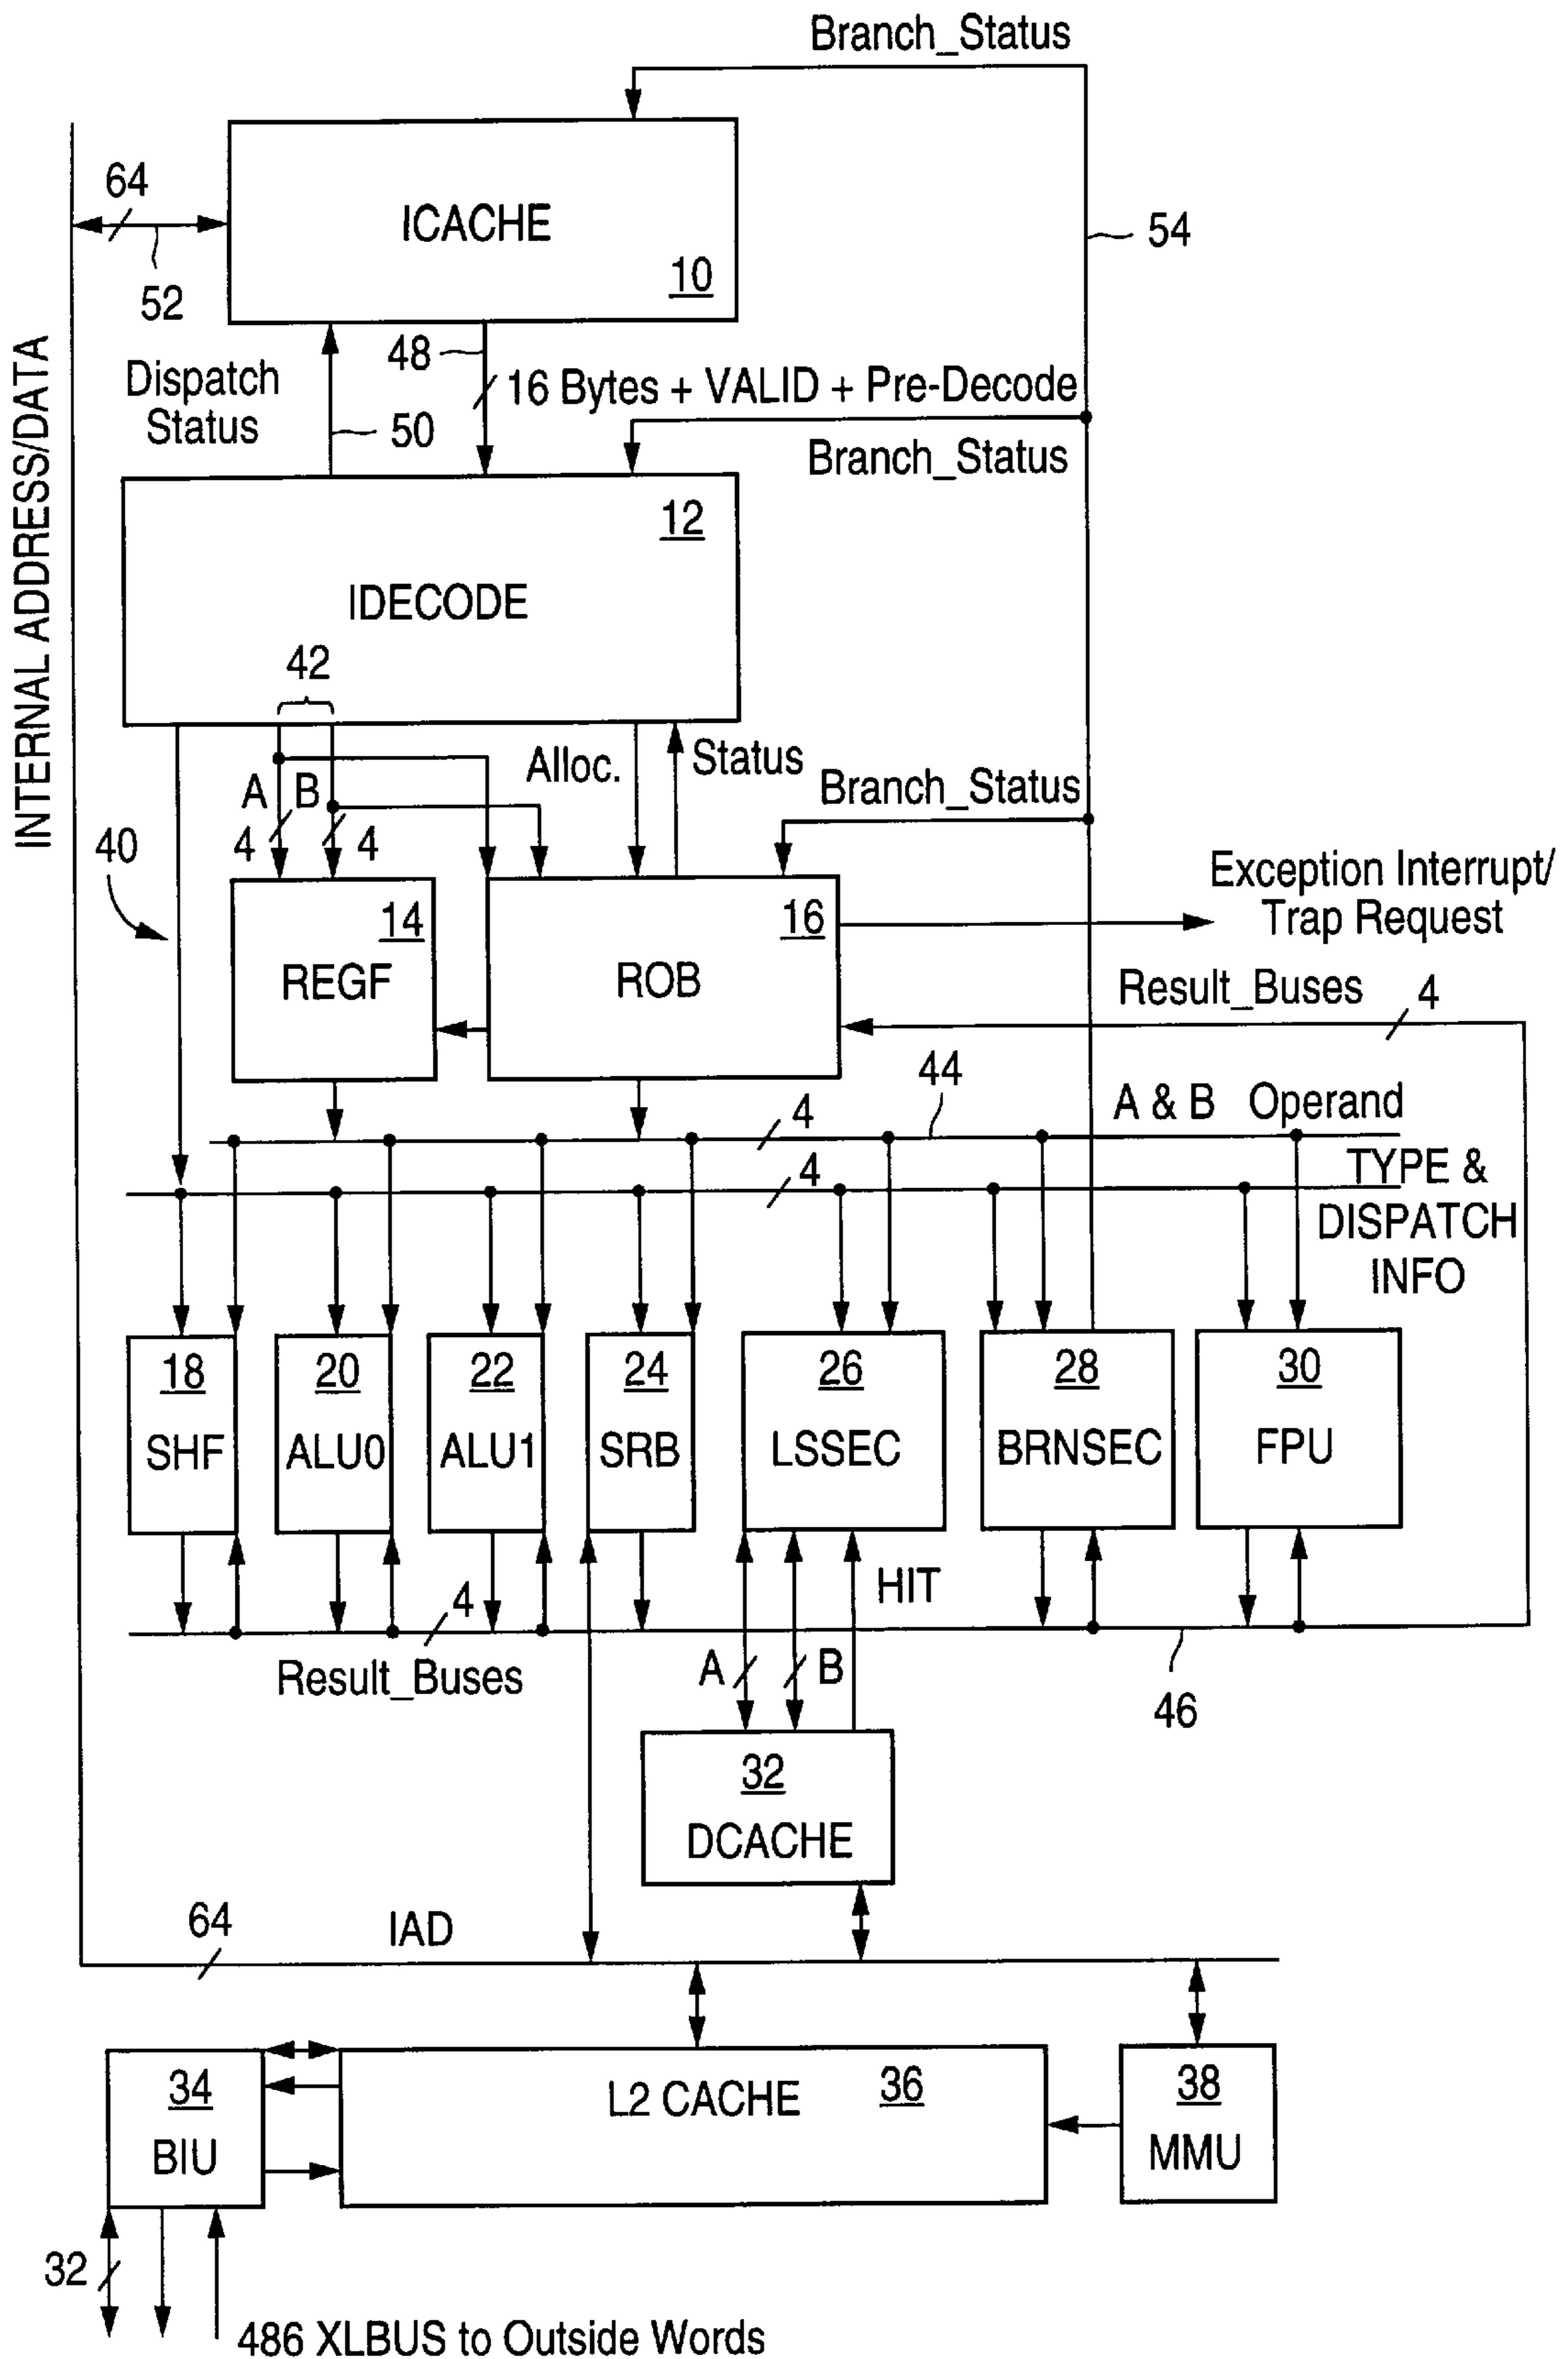 Branch_Status
64
ICACHE
10
54
52
INTERNAL ADDRESS/DATA
Dispatch
Status
48
16 Bytes + VALID + Pre-Decode
50
Branch_Status
12
IDECODE
42
Alloc.
Status
A
B
4
4
Branch_Status
40
14
REGF
16
ROB
Exception Interrupt/
Trap Request
Result_Buses
4
44
4
A & B Operand
4
TYPE &
DISPATCH
INFO
18
SHF
20
ALU0
22
ALU1
24
SRB
26
LSSEC
28
BRNSEC
30
FPU
4
Result_Buses
HIT
A
B
46
32
DCACHE
64
IAD
34
BIU
L2 CACHE
36
38
MMU
32
486 XLBUS to Outside Words